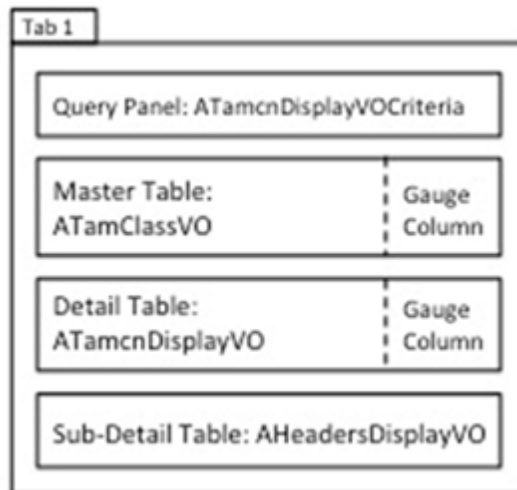 Tab 1
Query Panel: ATamcnDisplayVOCriteria
Master Table:
ATamClassVO
Gauge
Column
Detail Table:
ATamcnDisplayVO
Gauge
Column
Sub-Detail Table: AHeadersDisplayVO